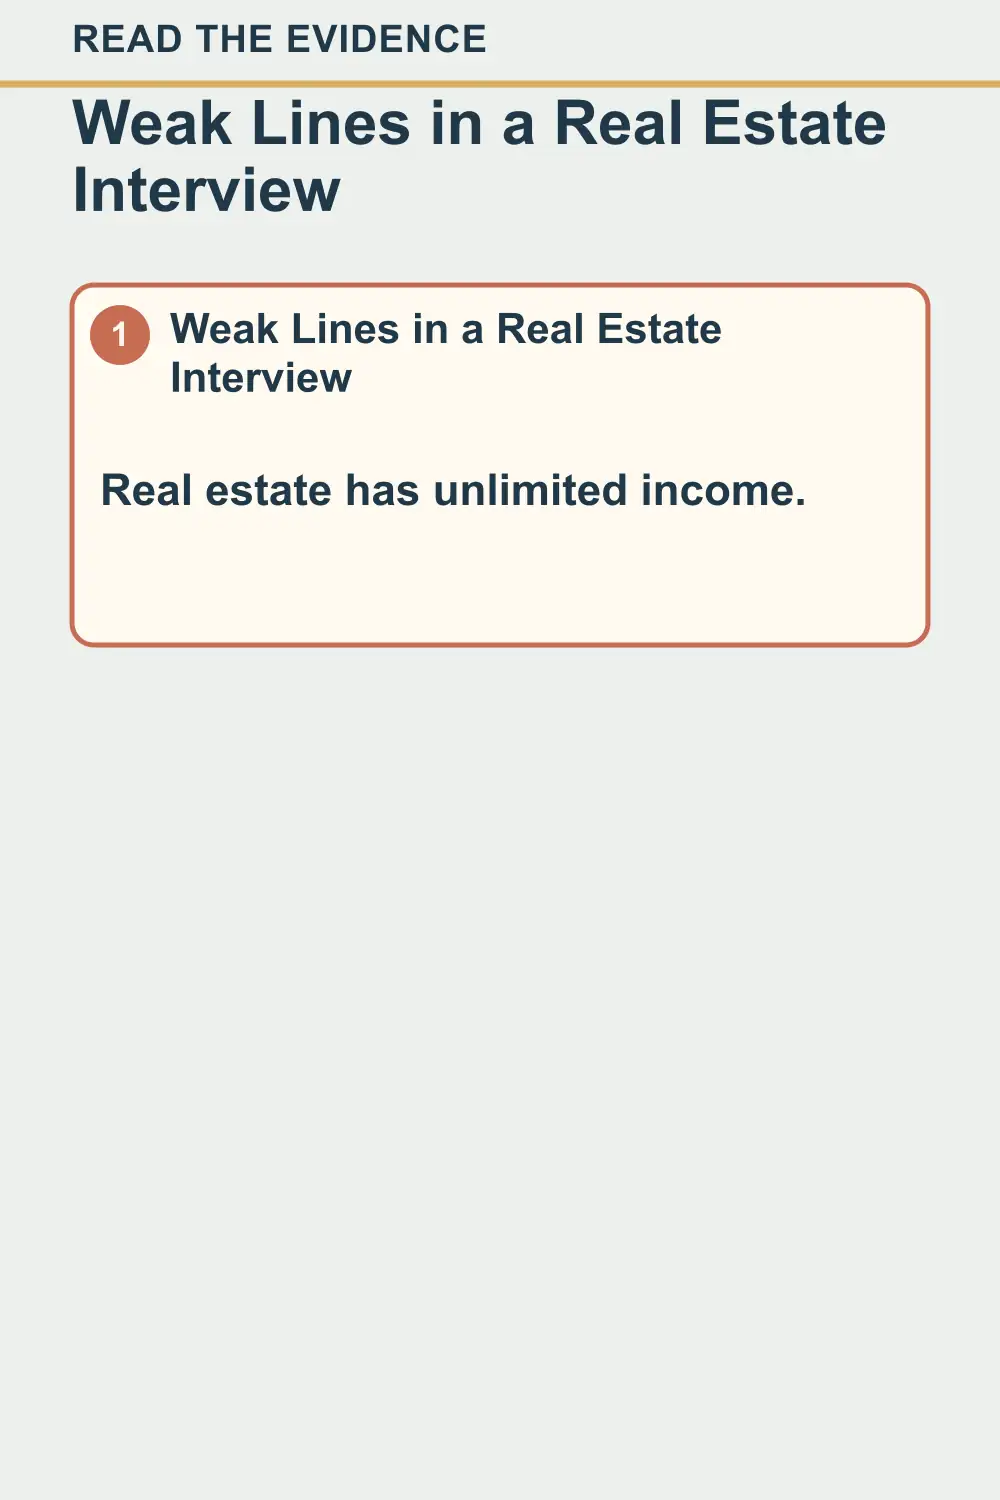 READ THE EVIDENCE
Weak Lines in a Real Estate
Interview
1
Weak Lines in a Real Estate
Interview
Real estate has unlimited income.